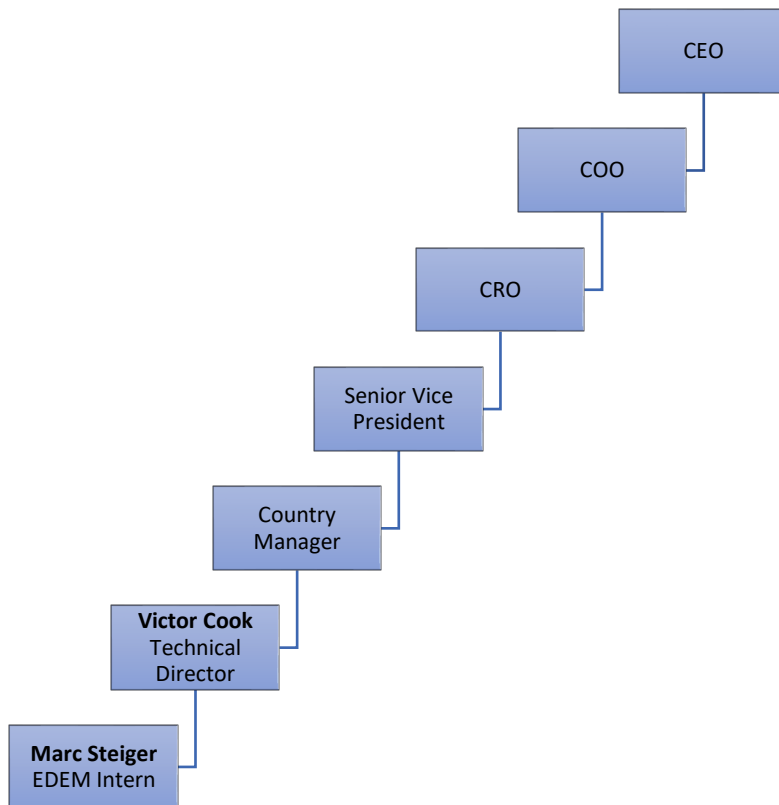 CEO
COO
CRO
Senior Vice
President
Country
Manager
Victor Cook
Technical
Director
Marc Steiger
EDEM Intern